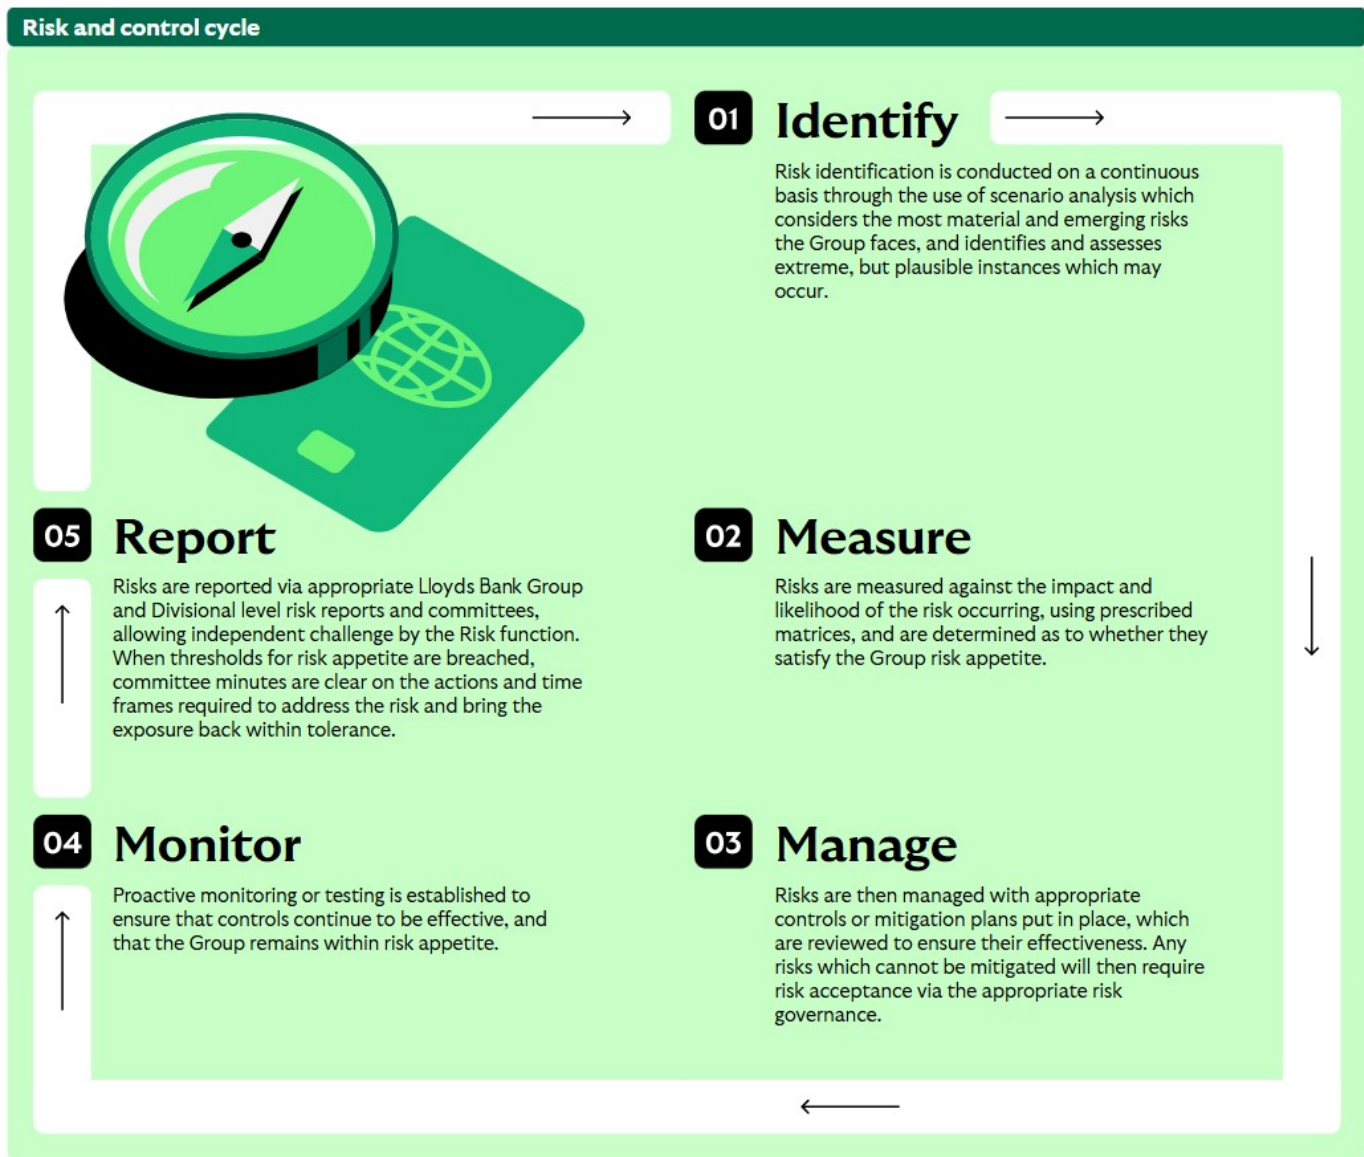 Risk and control cycle
01
Identify
Risk identification is conducted on a continuous
basis through the use of scenario analysis which
considers the most material and emerging risks
the Group faces, and identifies and assesses
extreme, but plausible instances which may
occur.
02
Measure
Risks are measured against the impact and
likelihood of the risk occurring, using prescribed
matrices, and are determined as to whether they
satisfy the Group risk appetite.
03
Manage
Risks are then managed with appropriate
controls or mitigation plans put in place, which
are reviewed to ensure their effectiveness. Any
risks which cannot be mitigated will then require
risk acceptance via the appropriate risk
governance.
04
Monitor
Proactive monitoring or testing is established to
ensure that controls continue to be effective, and
that the Group remains within risk appetite.
05
Report
Risks are reported via appropriate Lloyds Bank Group
and Divisional level risk reports and committees,
allowing independent challenge by the Risk function.
When thresholds for risk appetite are breached,
committee minutes are clear on the actions and time
frames required to address the risk and bring the
exposure back within tolerance.